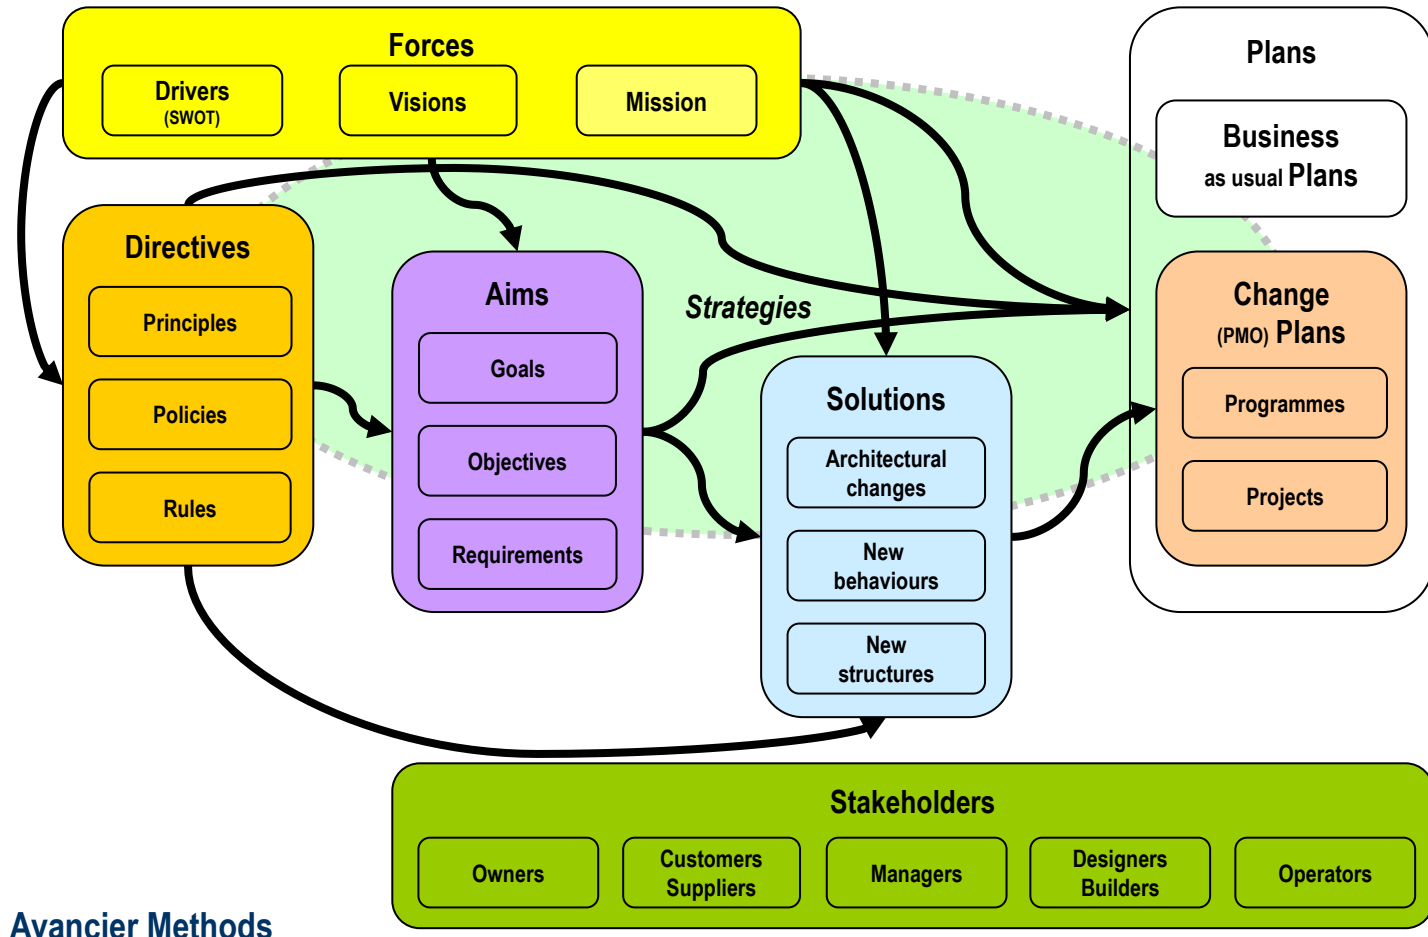 Forces
Drivers
(SWOT)
Visions
Mission
Plans
Business
as usual Plans
Directives
Principles
Policies
Rules
Aims
Goals
Objectives
Requirements
Strategies
Solutions
Architectural
changes
New
behaviours
New
structures
Change
(PMO) Plans
Programmes
Projects
Stakeholders
Owners
Customers
Suppliers
Managers
Designers
Builders
Operators
Avancier Methods